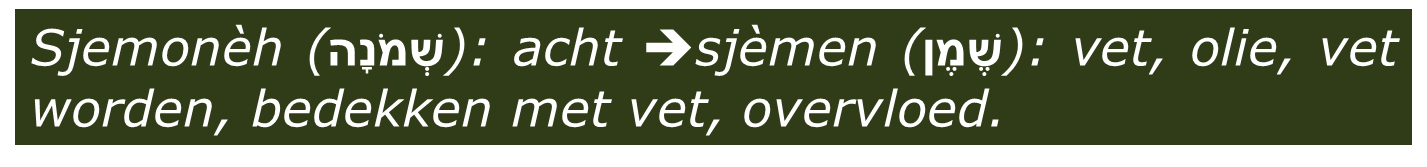 Sjemonèh (שְׁמֹנָה): acht 🡺sjèmen (שֶׁמֶן): vet, olie, vet
worden, bedekken met vet, overvloed.